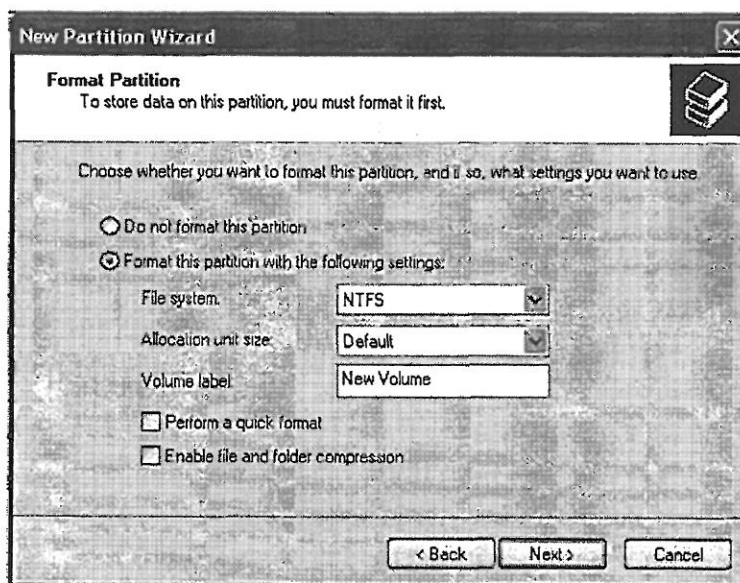 New Partition Wizard
Format Partition
To store data on this partition, you must format it first.
Choose whether you want to format this partition, and if so, what settings you want to use
Do not format this partition
Format this partition with the following settings:
File system: NTFS
Allocation unit size: Default
Volume label: New Volume
Perform a quick format
Enable file and folder compression
< Back Next > Cancel